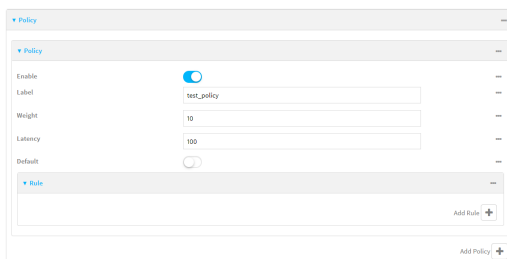 Policy
Policy
Enable
Label test_policy
Weight 10
Latency 100
Default
Rule
Add Rule
Add Policy